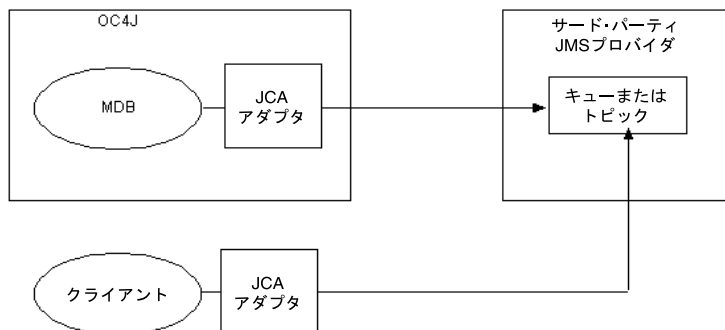 OC4J
MDB
JCA
アダプタ
サード・パーティ
JMSプロバイダ
キューまたは
トピック
クライアント
JCA
アダプタ